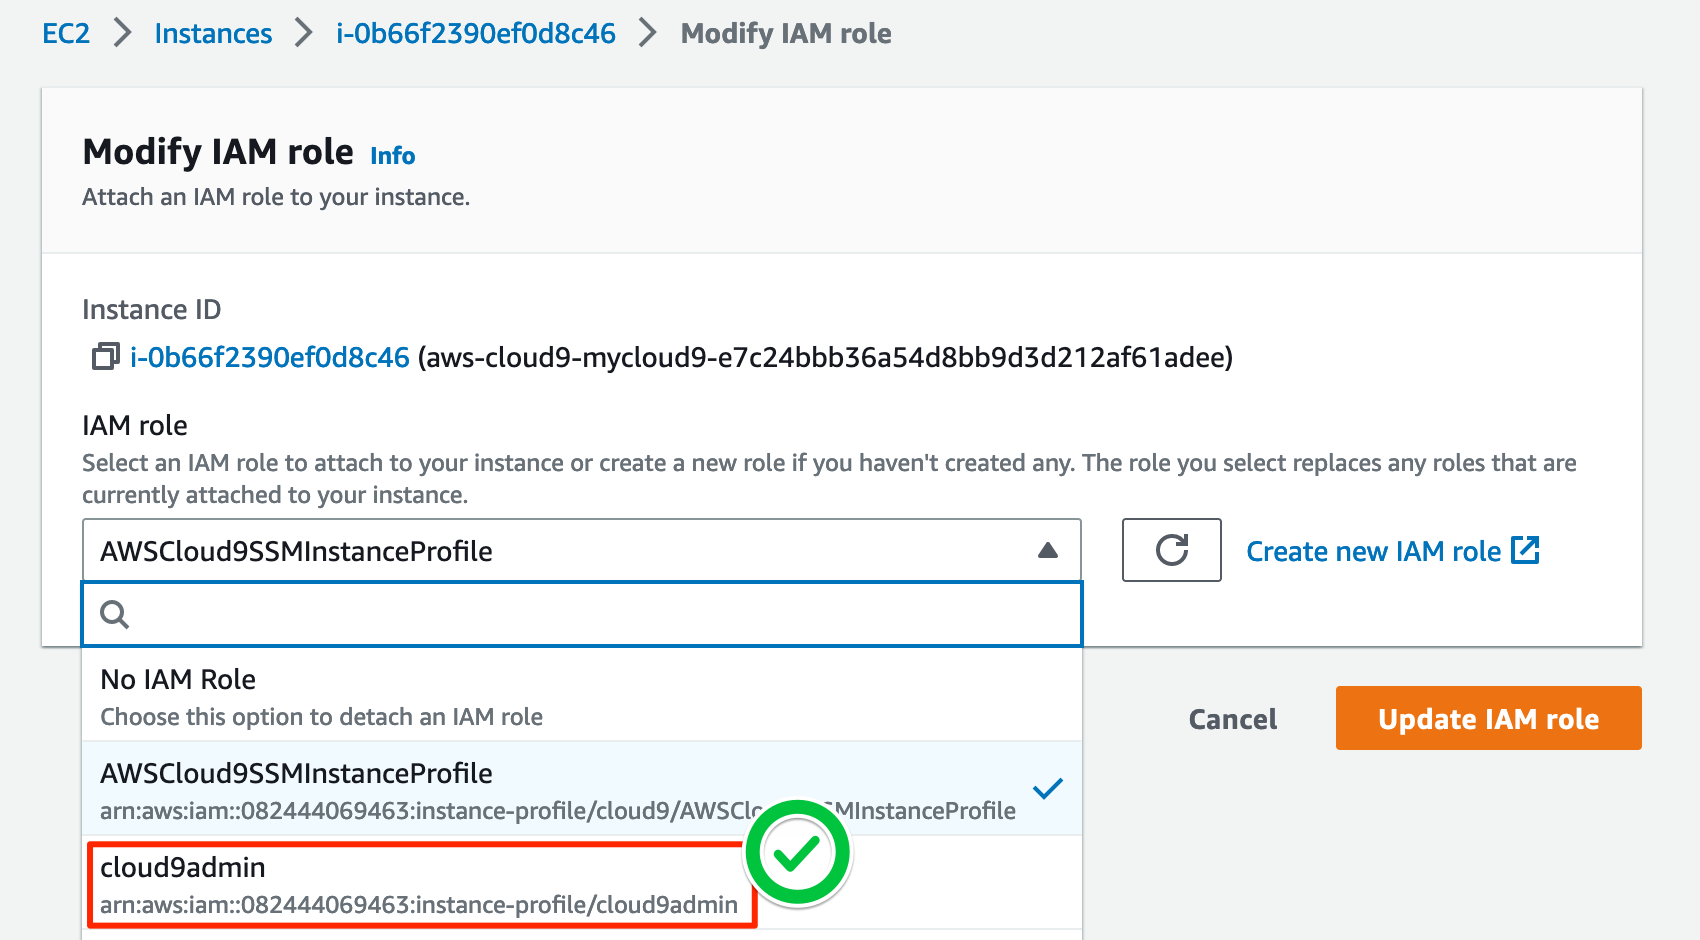 EC2 > Instances > i-0b66f2390ef0d8c46 > Modify IAM role
Modify IAM role Info
Attach an IAM role to your instance.
Instance ID
i-0b66f2390ef0d8c46 (aws-cloud9-mycloud9-e7c24bbb36a54d8bb9d3d212af61adee)
IAM role
Select an IAM role to attach to your instance or create a new role if you haven't created any. The role you select replaces any roles that are
currently attached to your instance.
AWSCloud9SSMInstanceProfile
Create new IAM role
No IAM Role
Choose this option to detach an IAM role
Cancel
Update IAM role
AWSCloud9SSMInstanceProfile
arn:aws:iam::082444069463:instance-profile/cloud9/AWSClo MInstanceProfile
cloud9admin
arn:aws:iam::082444069463:instance-profile/cloud9admin